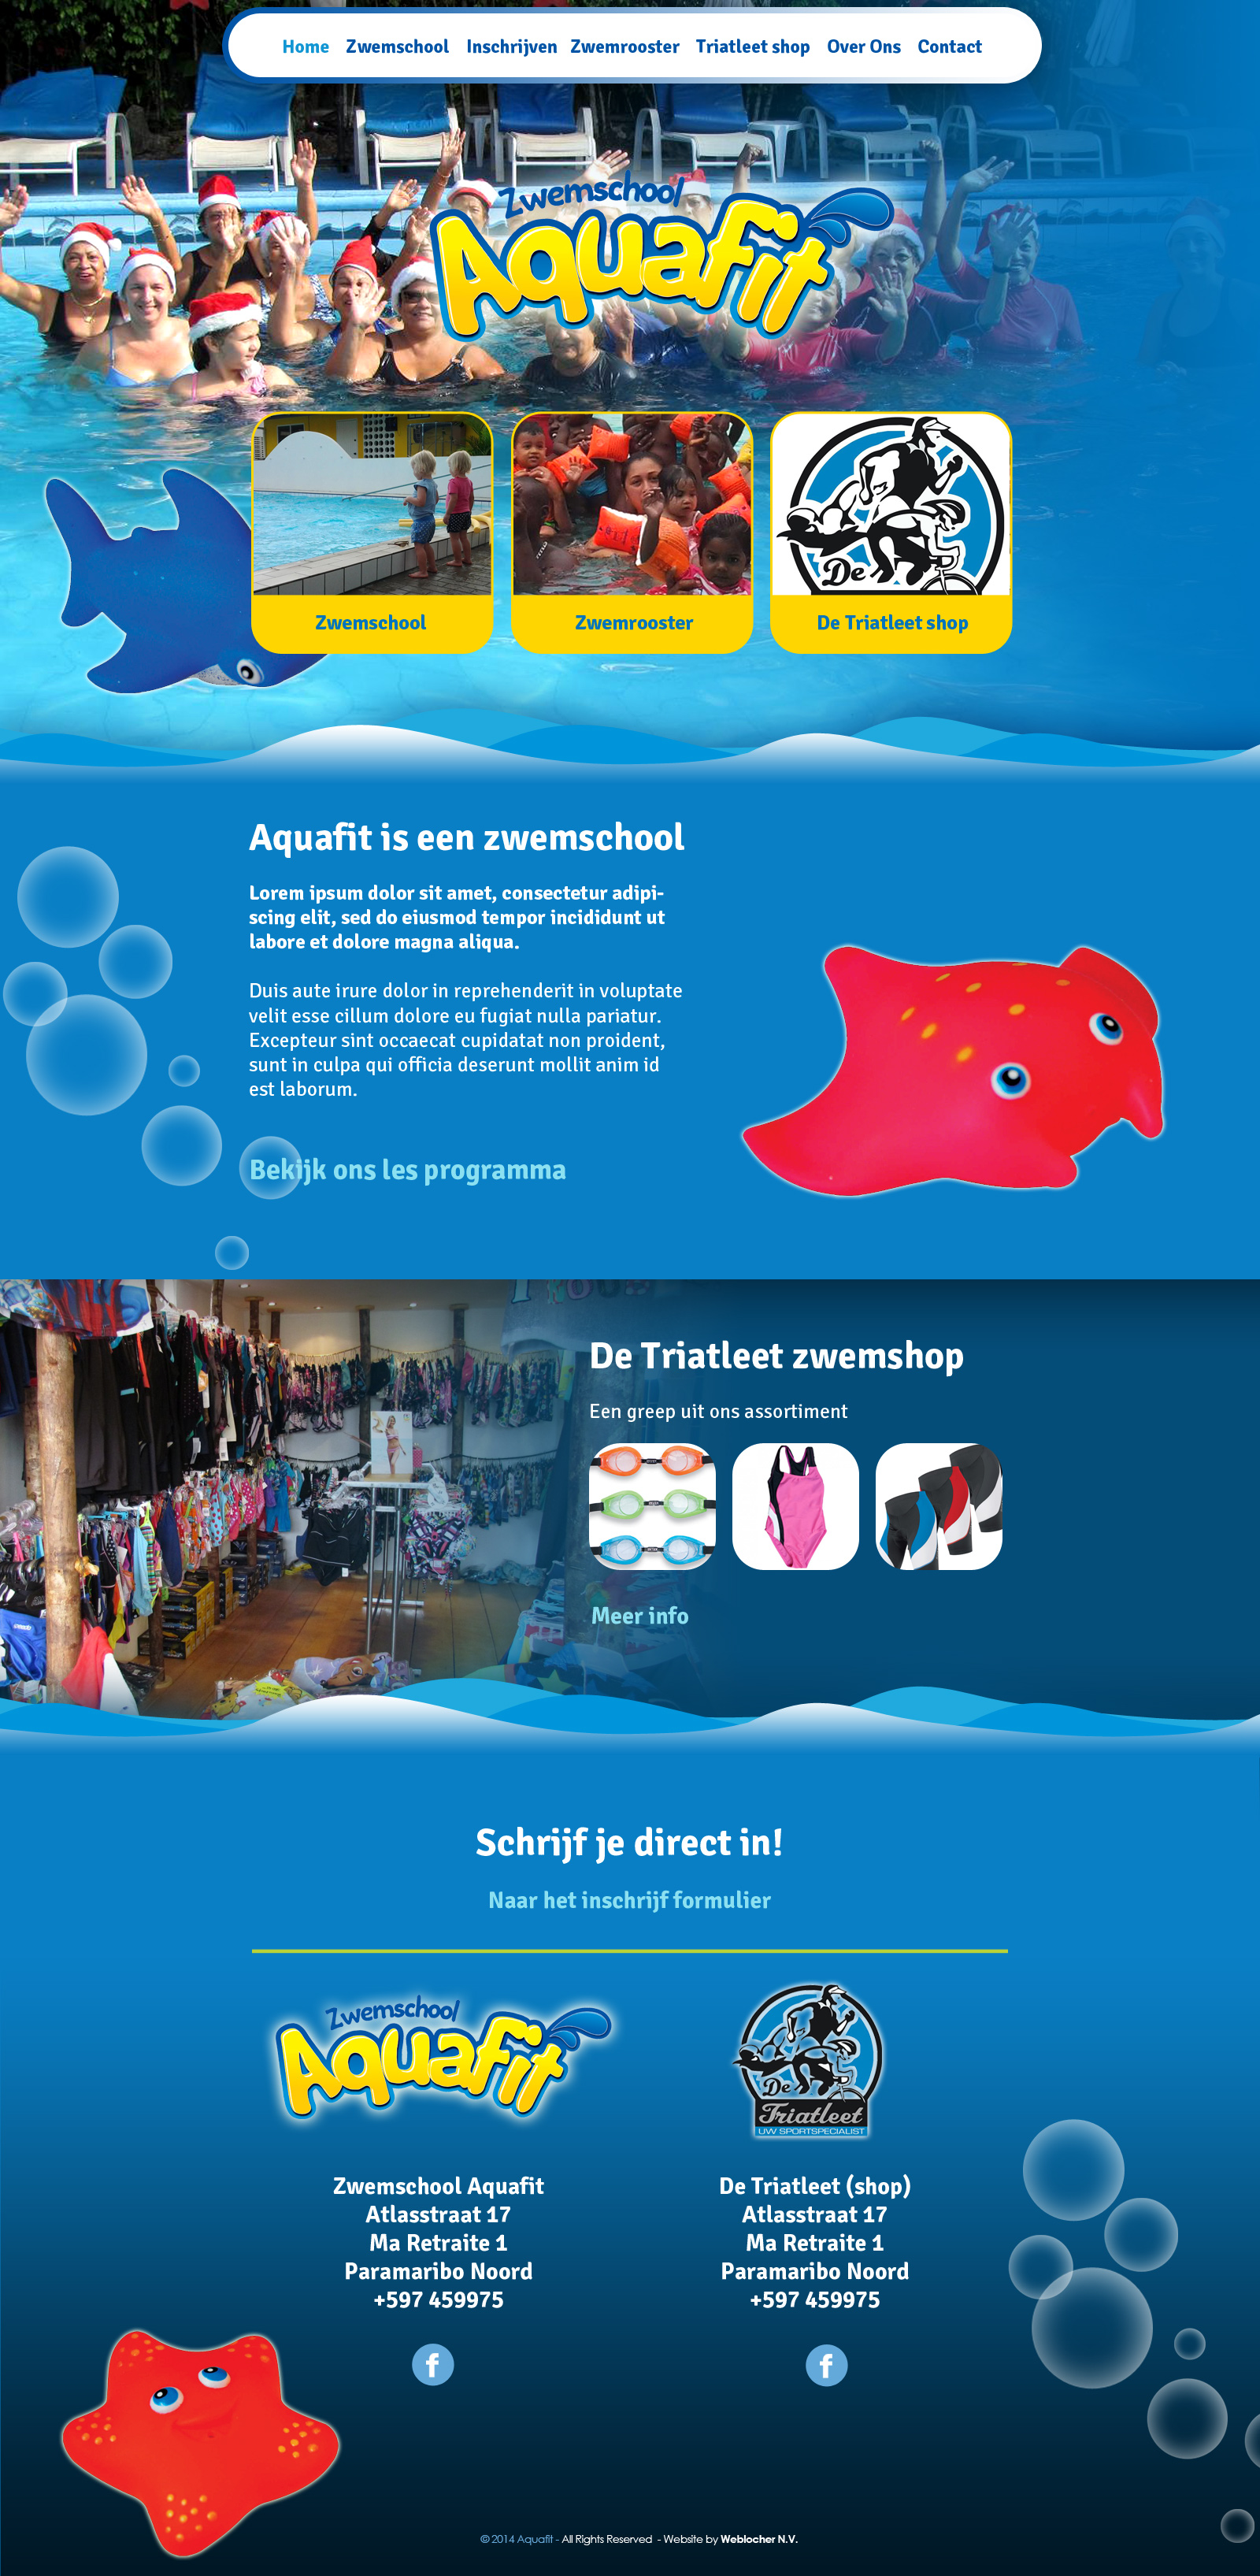 Home Zwemschool Inschrijven Zwemrooster Triatleet shop Over Ons Contact
Zwemschool
Aquafit
De
Zwemschool Zwemrooster De Triatleet shop
Aquafit is een zwemschool
Lorem ipsum dolor sit amet, consectetur adipi-
scing elit, sed do eiusmod tempor incididunt ut
labore et dolore magna aliqua.
Duis aute irure dolor in reprehenderit in voluptate
velit esse cillum dolore eu fugiat nulla pariatur.
Excepteur sint occaecat cupidatat non proident,
sunt in culpa qui officia deserunt mollit anim id
est laborum.
Bekijk ons les programma
De Triatleet zwemshop
Een greep uit ons assortiment
Meer info
Schrijf je direct in!
Naar het inschrijf formulier
Zwemschool
Aquafit
De
Triatleet
UW SPORTSPECIALIST
Zwemschool Aquafit
Atlasstraat 17
Ma Retraite 1
Paramaribo Noord
+597 459975
De Triatleet (shop)
Atlasstraat 17
Ma Retraite 1
Paramaribo Noord
+597 459975
f
f
© 2014 Aquafit - All Rights Reserved - Website by Weblocher N.V.